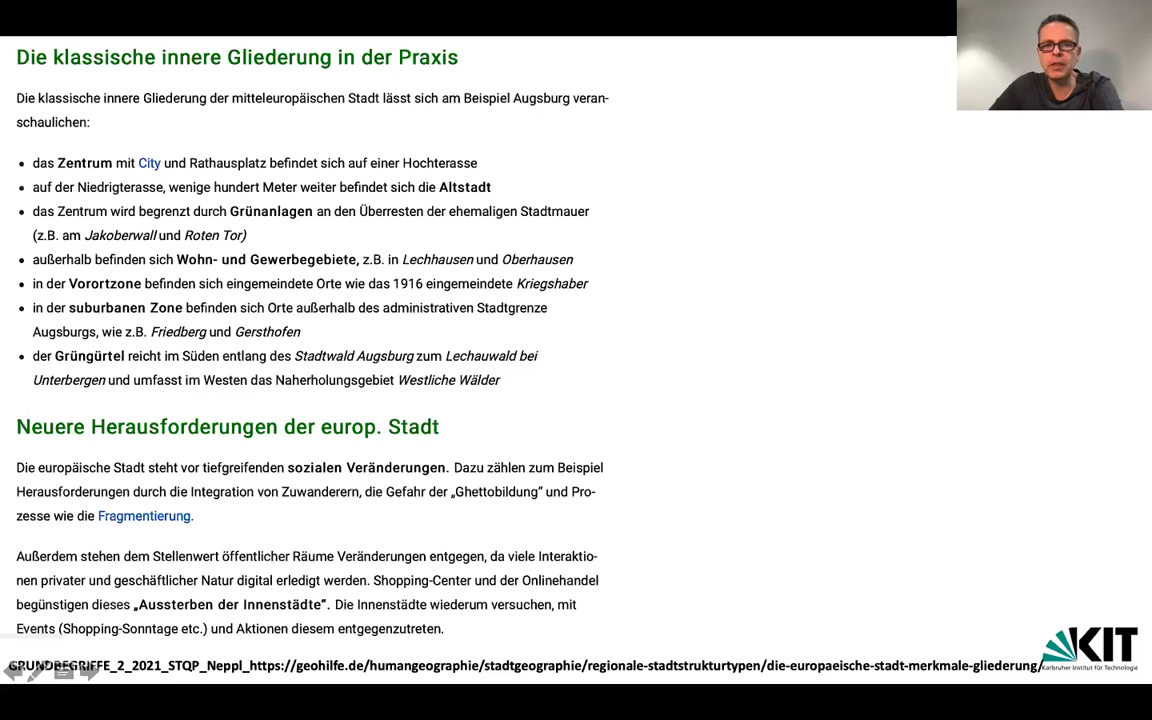 Die klassische innere Gliederung in der Praxis
Die klassische innere Gliederung der mitteleuropäischen Stadt lässt sich am Beispiel Augsburg veran-
schaulichen:
• das Zentrum mit City und Rathausplatz befindet sich auf einer Hochterasse
• auf der Niedrigterasse, wenige hundert Meter weiter befindet sich die Altstadt
• das Zentrum wird begrenzt durch Grünanlagen an den Überresten der ehemaligen Stadtmauer
(z.B. am Jakoberwall und Roten Tor)
• außerhalb befinden sich Wohn- und Gewerbegebiete, z.B. in Lechhausen und Oberhausen
• in der Vorortzone befinden sich eingemeindete Orte wie das 1916 eingemeindete Kriegshaber
• in der suburbanen Zone befinden sich Orte außerhalb des administrativen Stadtgrenze
Augsburgs, wie z.B. Friedberg und Gersthofen
• der Grüngürtel reicht im Süden entlang des Stadtwald Augsburg zum Lechauwald bei
Unterbergen und umfasst im Westen das Naherholungsgebiet Westliche Wälder
Neuere Herausforderungen der europ. Stadt
Die europäische Stadt steht vor tiefgreifenden sozialen Veränderungen. Dazu zählen zum Beispiel
Herausforderungen durch die Integration von Zuwanderern, die Gefahr der „Ghettobildung“ und Pro-
zesse wie die Fragmentierung.
Außerdem stehen dem Stellenwert öffentlicher Räume Veränderungen entgegen, da viele Interaktio-
nen privater und geschäftlicher Natur digital erledigt werden. Shopping-Center und der Onlinehandel
begünstigen dieses „Aussterben der Innenstädte“. Die Innenstädte wiederum versuchen, mit
Events (Shopping-Sonntage etc.) und Aktionen diesem entgegenzutreten.
GRUNDBEGRIFFE_2_2021_STQP_Neppl_https://geohilfe.de/humangeographie/stadtgeographie/regionale-stadtstrukturtypen/die-europaeische-stadt-merkmale-gliederung/
KIT
Karlsruher Institut für Technologie